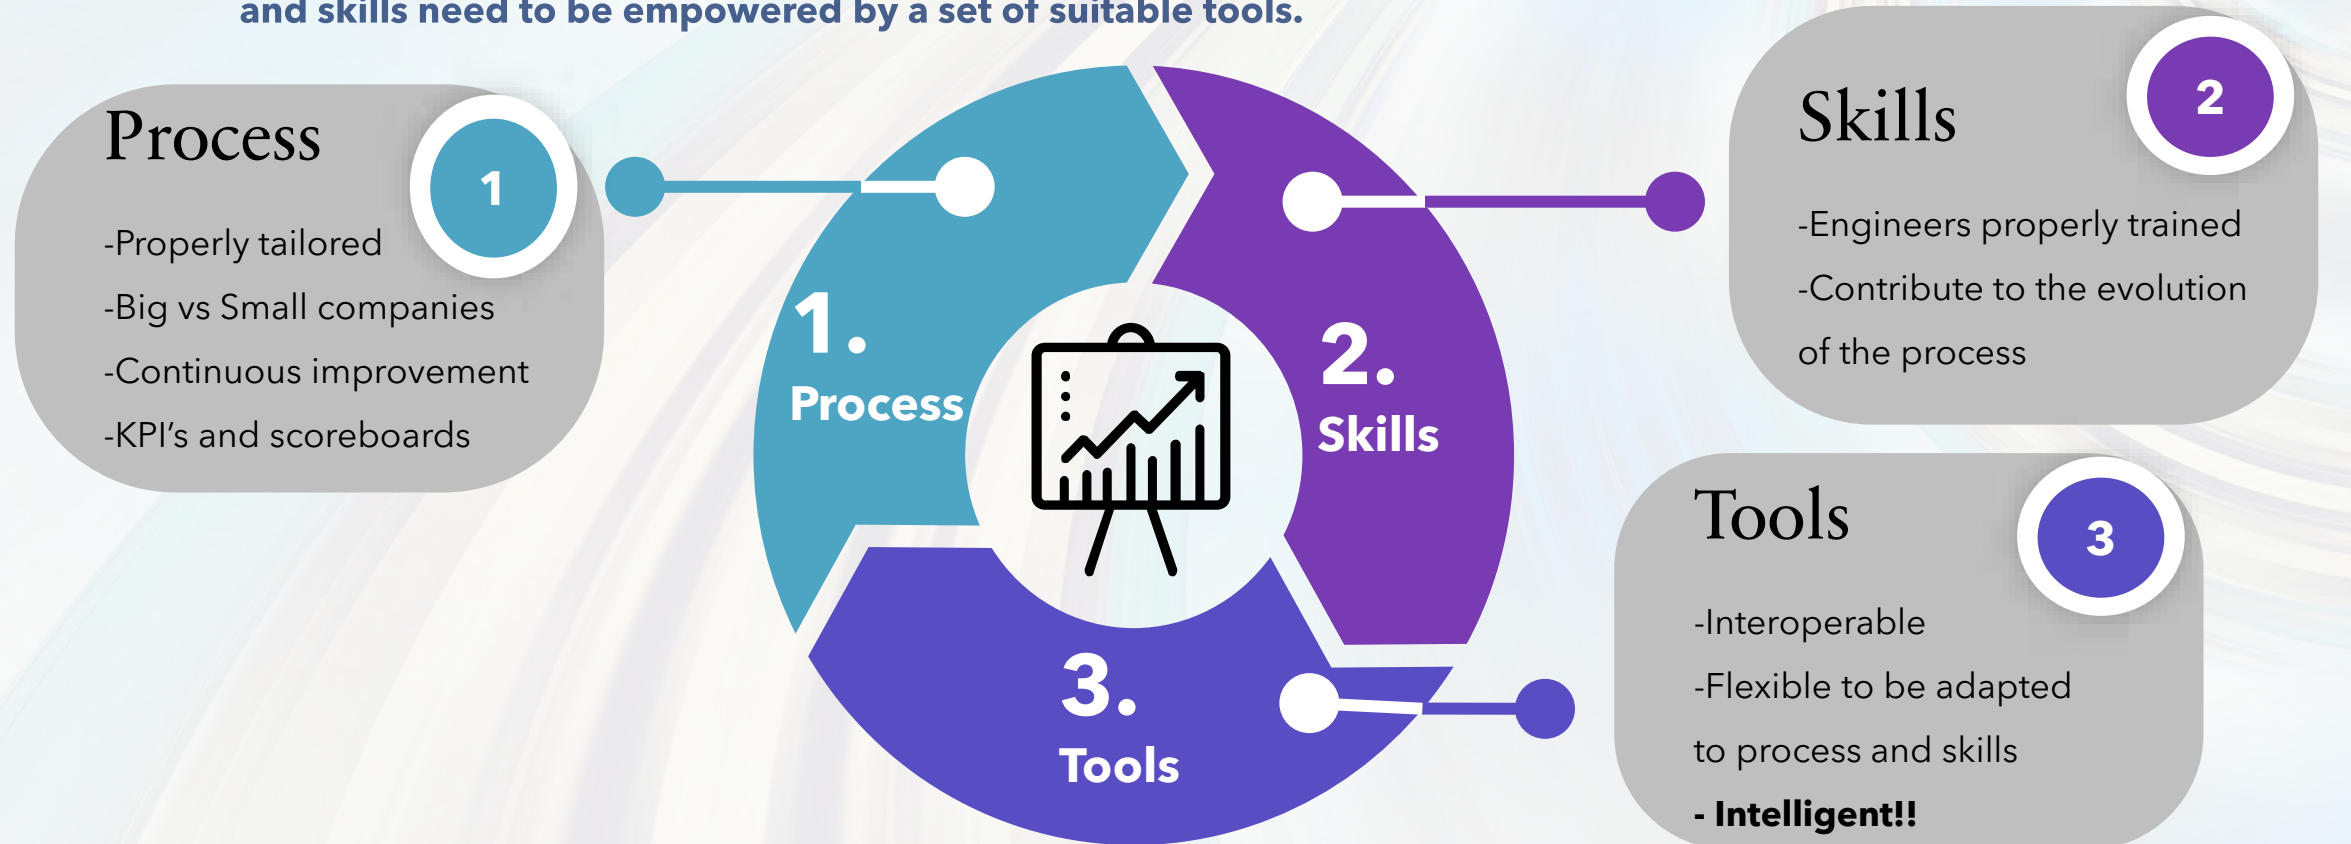 and skills need to be empowered by a set of suitable tools.
Process
1
-Properly tailored
-Big vs Small companies
-Continuous improvement
-KPI's and scoreboards
1.
Process
2.
Skills
3.
Tools
Skills
2
-Engineers properly trained
-Contribute to the evolution
of the process
Tools
3
-Interoperable
-Flexible to be adapted
to process and skills
- Intelligent!!